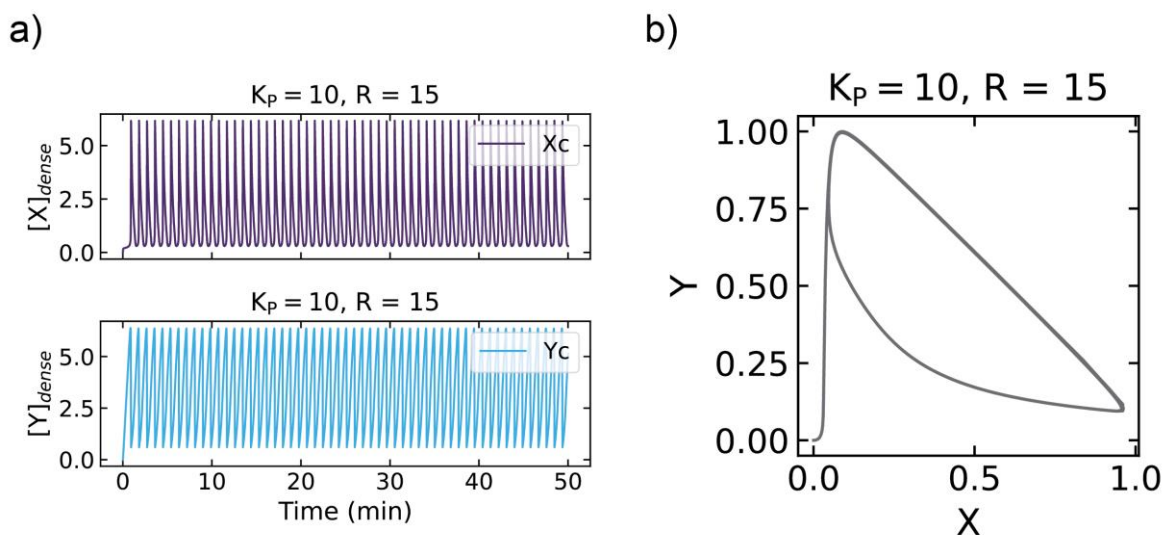 a)
K_P = 10, R = 15
[X]_dense
5.0
2.5
0.0
Xc
K_P = 10, R = 15
[Y]_dense
5.0
2.5
0.0
Yc
0 10 20 30 40 50
Time (min)
b)
K_P = 10, R = 15
Y
1.00
0.75
0.50
0.25
0.00
0.0 0.5 1.0
X